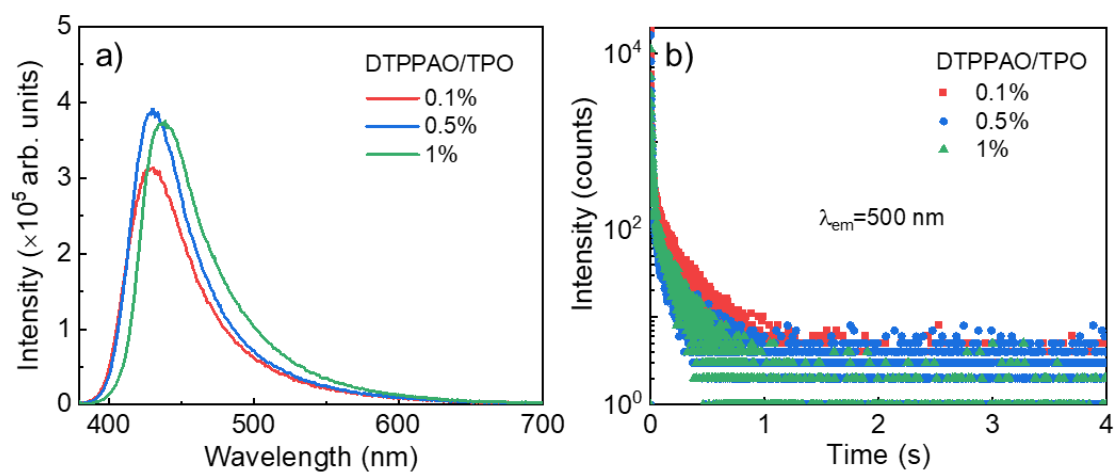 a)
DTPPAO/TPO
0.1%
0.5%
1%
Intensity (×10⁵ arb. units)
5
4
3
2
1
0
400
500
600
700
Wavelength (nm)
b)
DTPPAO/TPO
0.1%
0.5%
1%
λem=500 nm
Intensity (counts)
10⁴
10²
10⁰
0
1
2
3
4
Time (s)